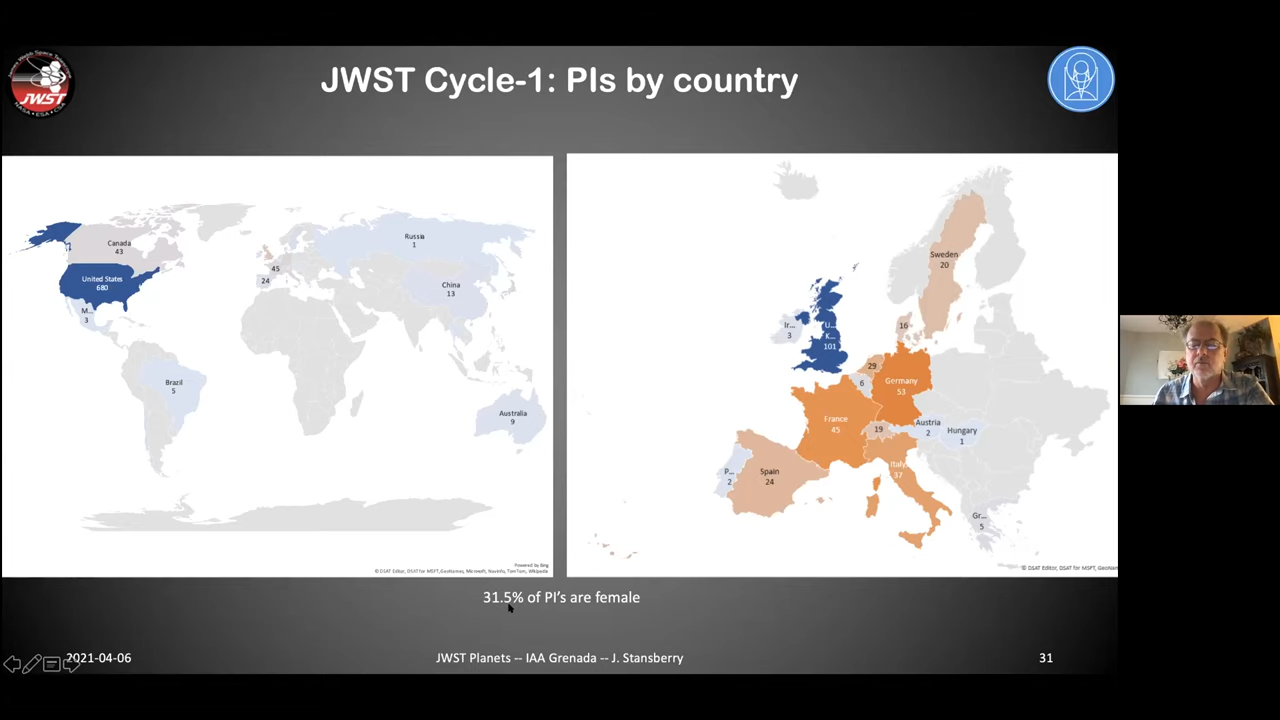 JWST Cycle-1: PIs by country
JWST
Canada
43
United States
680
M...
3
Brazil
5
45
24
Russia
1
China
13
Australia
9
Powered by Bing
© DSAT Editor, DSAT for MSFT, GeoNames, Microsoft, Navinfo, TomTom, Wikipedia
Sweden
20
16
Ir...
3
U...
K...
101
29
6
Germany
53
France
45
19
Austria
2
Hungary
1
Italy
37
P...
2
Spain
24
Gr...
5
© DSAT Editor, DSAT for MSFT, GeoNam
31.5% of PI's are female
2021-04-06
JWST Planets -- IAA Grenada -- J. Stansberry
31